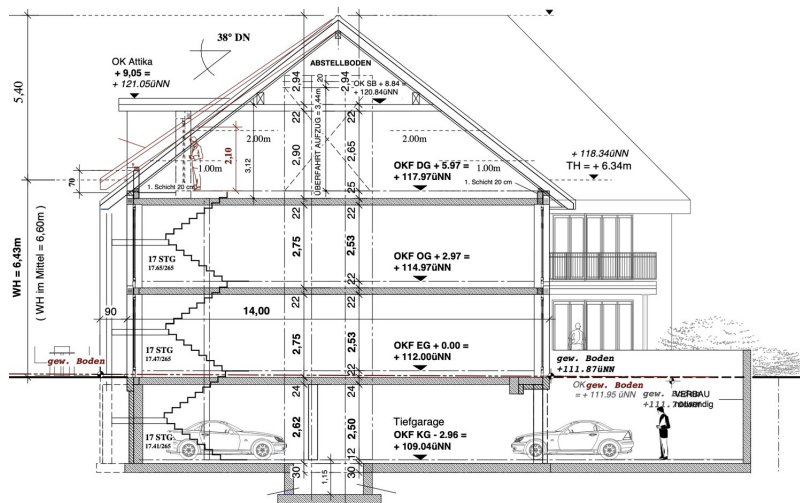 38° DN
OK Attika
+ 9,05 =
+ 121.05üNN
5,40
ABSTELLBODEN
2,94
20
2,94
OK SB + 8.84 =
+ 120.84üNN
22
22
ÜBERFAHRT AUFZUG = 3,44m
2.00m
2.00m
2,10
3,12
2,90
2,65
1.00m
1.00m
70
1. Schicht 20 cm
1. Schicht 20 cm
25
OKF DG + 5.97 =
+ 117.97üNN
+ 118.34üNN
TH = + 6.34m
WH = 6,43m
( WH im Mittel = 6,60m )
22
22
17 STG
17.65/265
2,75
2,53
OKF OG + 2.97 =
+ 114.97üNN
22
22
90
14,00
22
22
17 STG
17.47/265
2,75
2,53
OKF EG + 0.00 =
+ 112.00üNN
22
gew. Boden
gew. Boden
+111.87üNN
24
24
OK gew. Boden
= + 111.95 üNN
VERBAU
notwendig
17 STG
17.41/265
2,62
2,50
Tiefgarage
OKF KG - 2.96 =
+ 109.04üNN
12
30
30
1,15